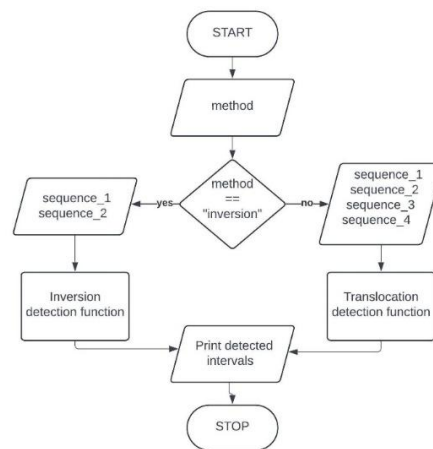 START
method
method
==
"inversion"
yes
no
sequence_1
sequence_2
sequence_1
sequence_2
sequence_3
sequence_4
Inversion
detection function
Translocation
detection function
Print detected
intervals
STOP